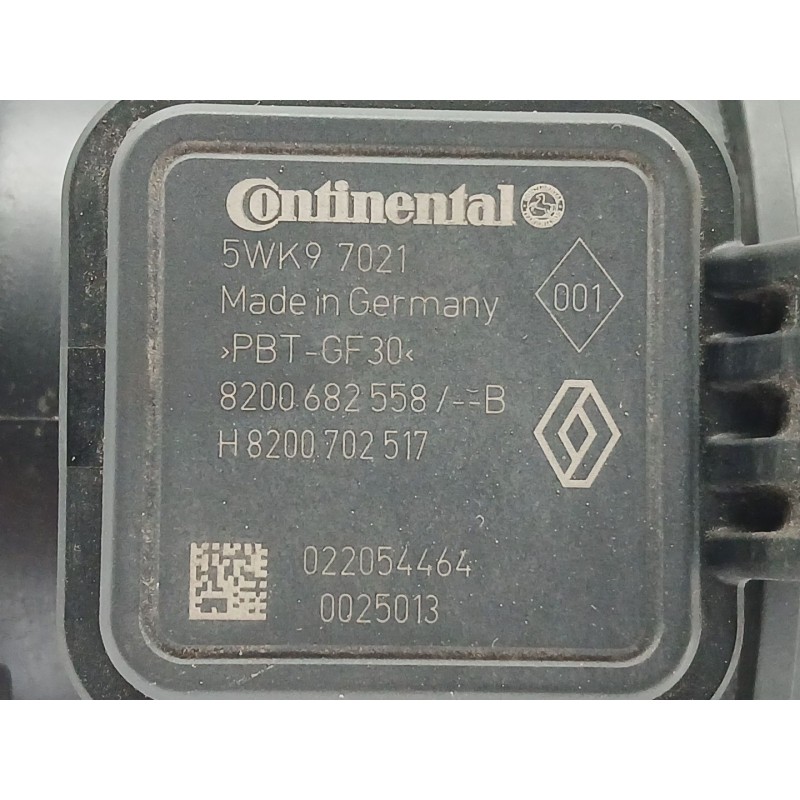 Continental
5WK9 7021
Made in Germany
001
>PBT-GF30<
8200 682 558 /--B
H 8200 702 517
022054464
0025013